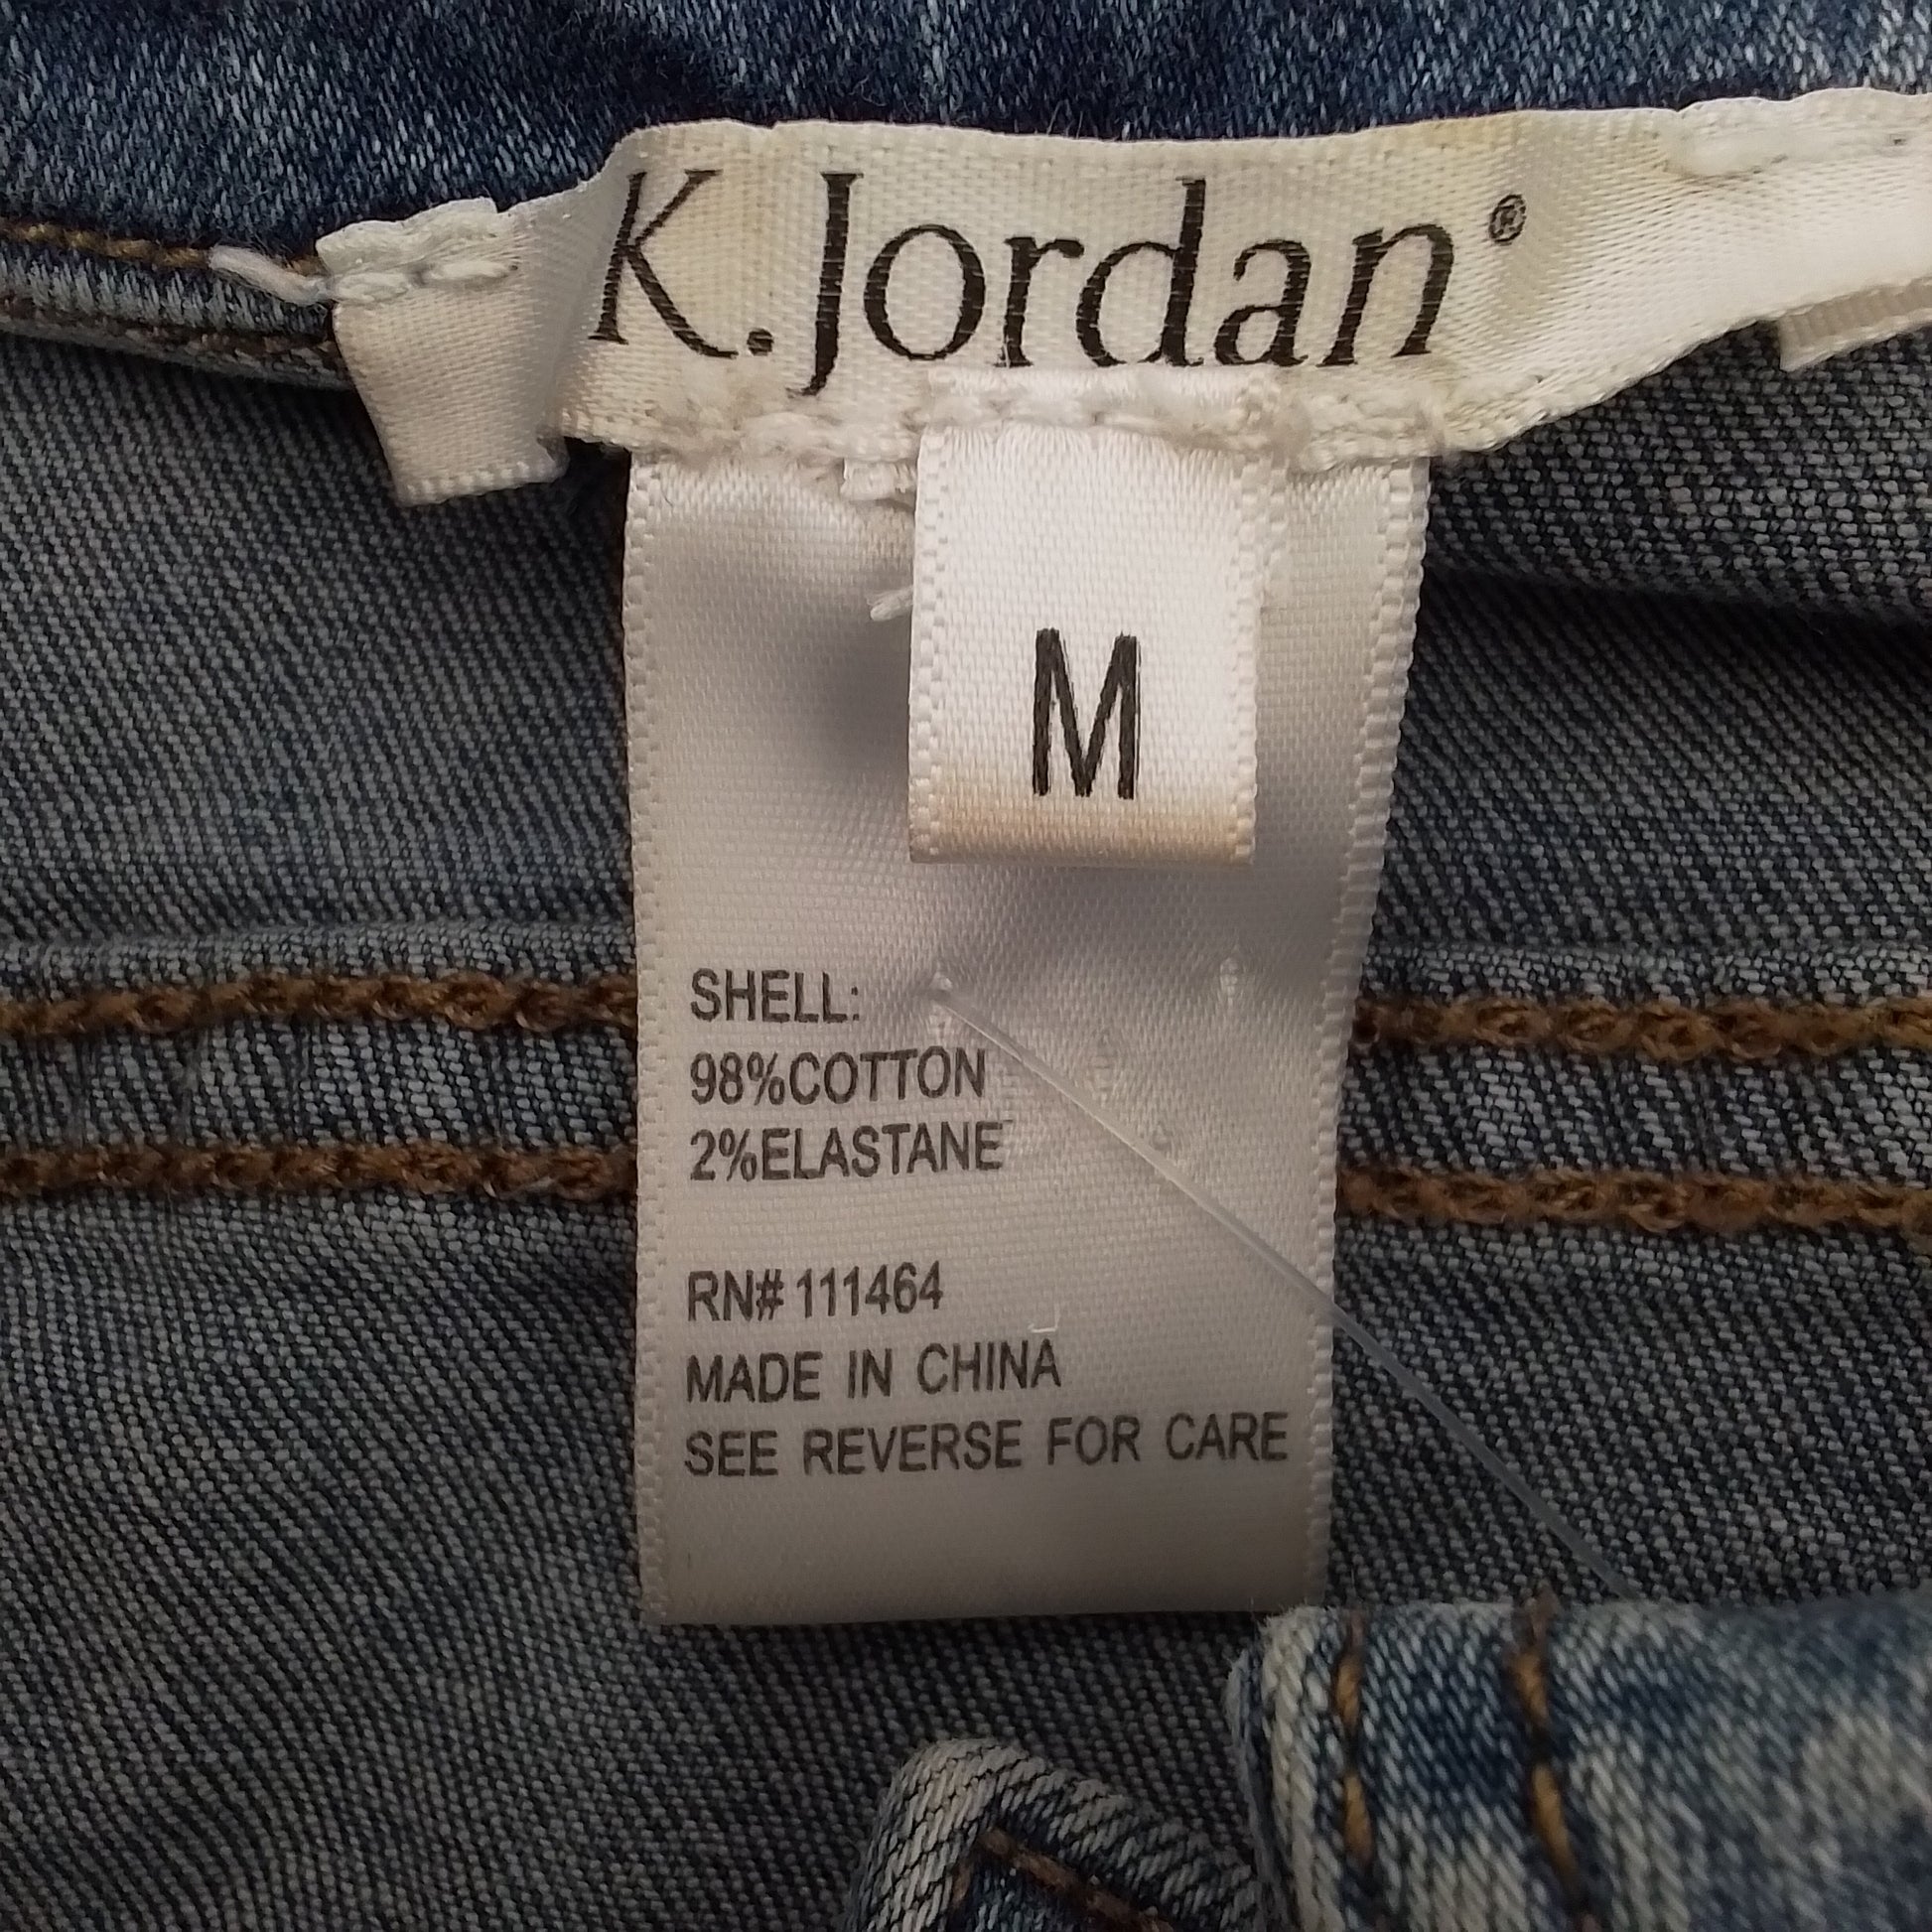 K.Jordan®
M
SHELL:
98%COTTON
2%ELASTANE
RN# 111464
MADE IN CHINA
SEE REVERSE FOR CARE